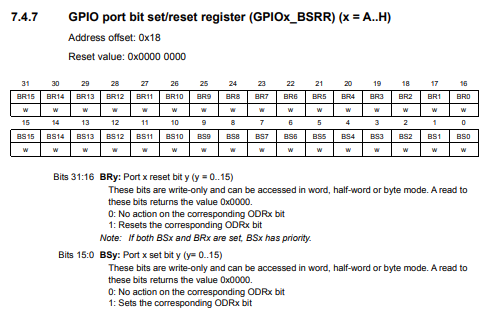 7.4.7 GPIO port bit set/reset register (GPIOx_BSRR) (x = A..H)
Address offset: 0x18
Reset value: 0x0000 0000
31 30 29 28 27 26 25 24 23 22 21 20 19 18 17 16
BR15 BR14 BR13 BR12 BR11 BR10 BR9 BR8 BR7 BR6 BR5 BR4 BR3 BR2 BR1 BR0
w w w w w w w w w w w w w w w w
15 14 13 12 11 10 9 8 7 6 5 4 3 2 1 0
BS15 BS14 BS13 BS12 BS11 BS10 BS9 BS8 BS7 BS6 BS5 BS4 BS3 BS2 BS1 BS0
w w w w w w w w w w w w w w w w
Bits 31:16 BRy: Port x reset bit y (y = 0..15)
These bits are write-only and can be accessed in word, half-word or byte mode. A read to
these bits returns the value 0x0000.
0: No action on the corresponding ODRx bit
1: Resets the corresponding ODRx bit
Note: If both BSx and BRx are set, BSx has priority.
Bits 15:0 BSy: Port x set bit y (y= 0..15)
These bits are write-only and can be accessed in word, half-word or byte mode. A read to
these bits returns the value 0x0000.
0: No action on the corresponding ODRx bit
1: Sets the corresponding ODRx bit